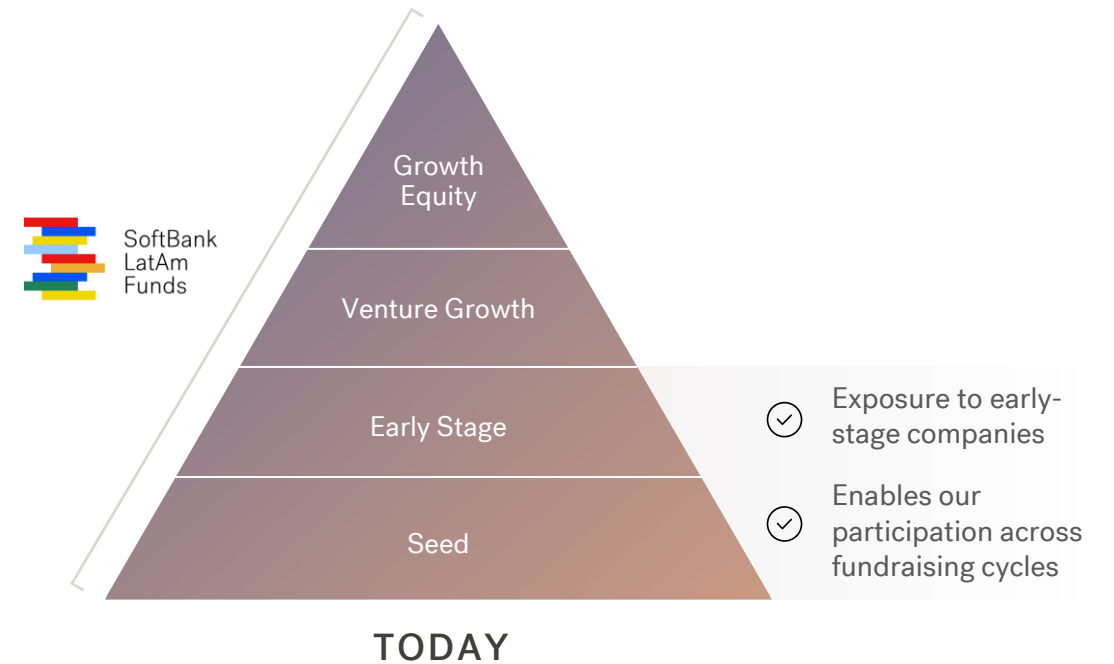 Growth
Equity
SoftBank
LatAm
Funds
Venture Growth
Early Stage
Seed
Exposure to early-
stage companies
Enables our
participation across
fundraising cycles
TODAY